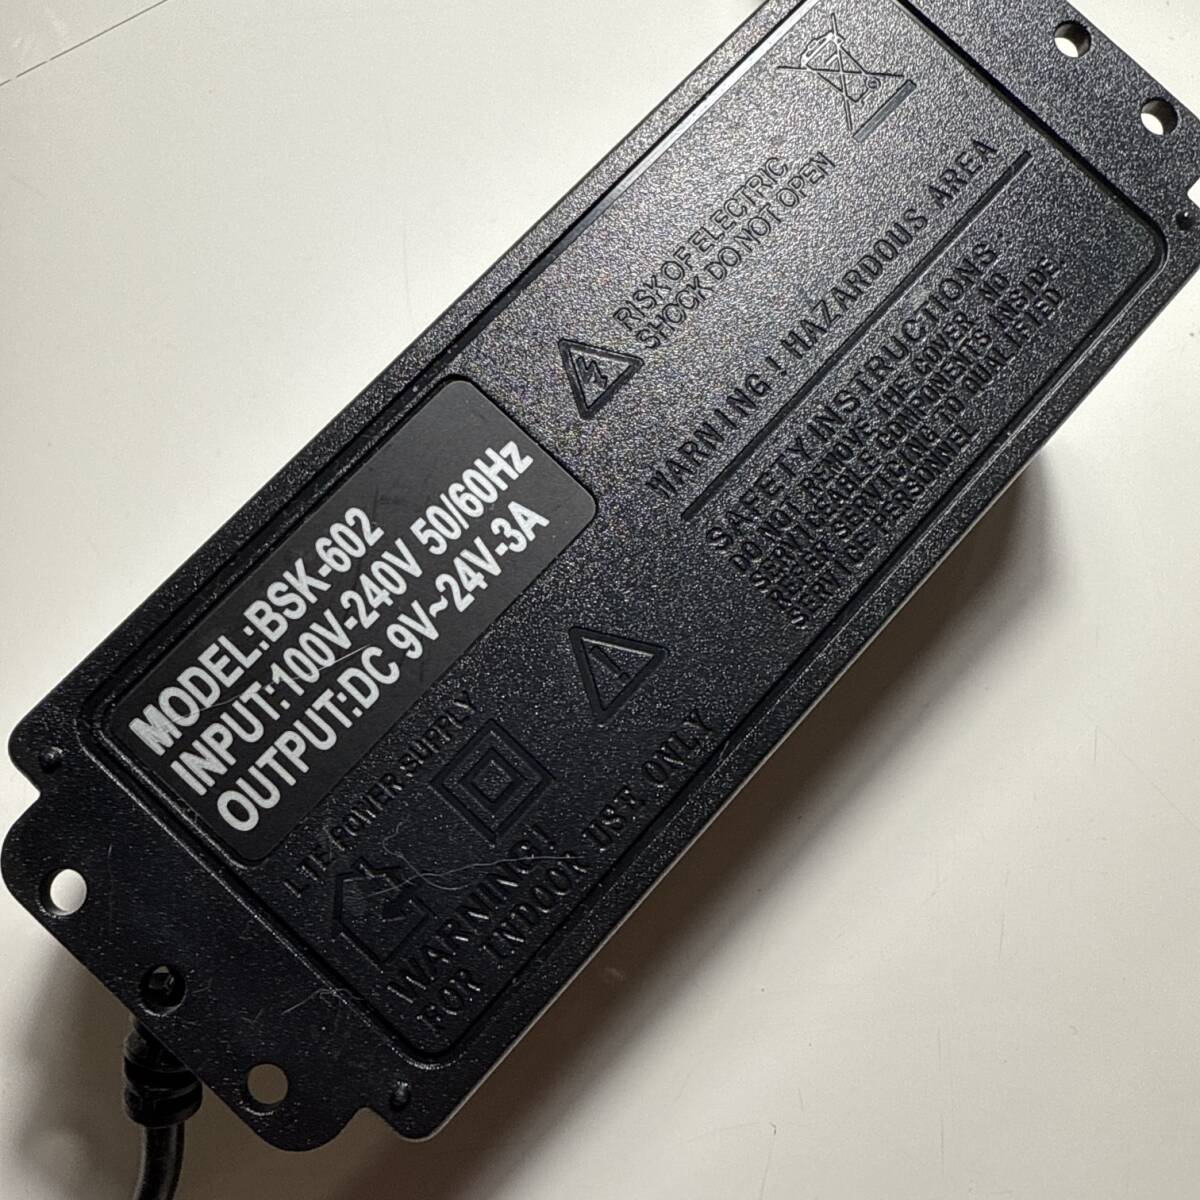 MODEL:BSK-602
INPUT:100V-240V 50/60Hz
OUTPUT:DC 9V~24V-3A
RISK OF ELECTRIC
SHOCK DO NOT OPEN
WARNING ! HAZARDOUS AREA
SAFETY INSTRUCTIONS
DO NOT REMOVE THE COVER NO
SERVICEABLE COMPONENTS INSIDE.
REFER SERVICING TO QUALIFIED
SERVICE PERSONNEL
POWER SUPPLY
WARNING!
FOR INDOOR USE ONLY